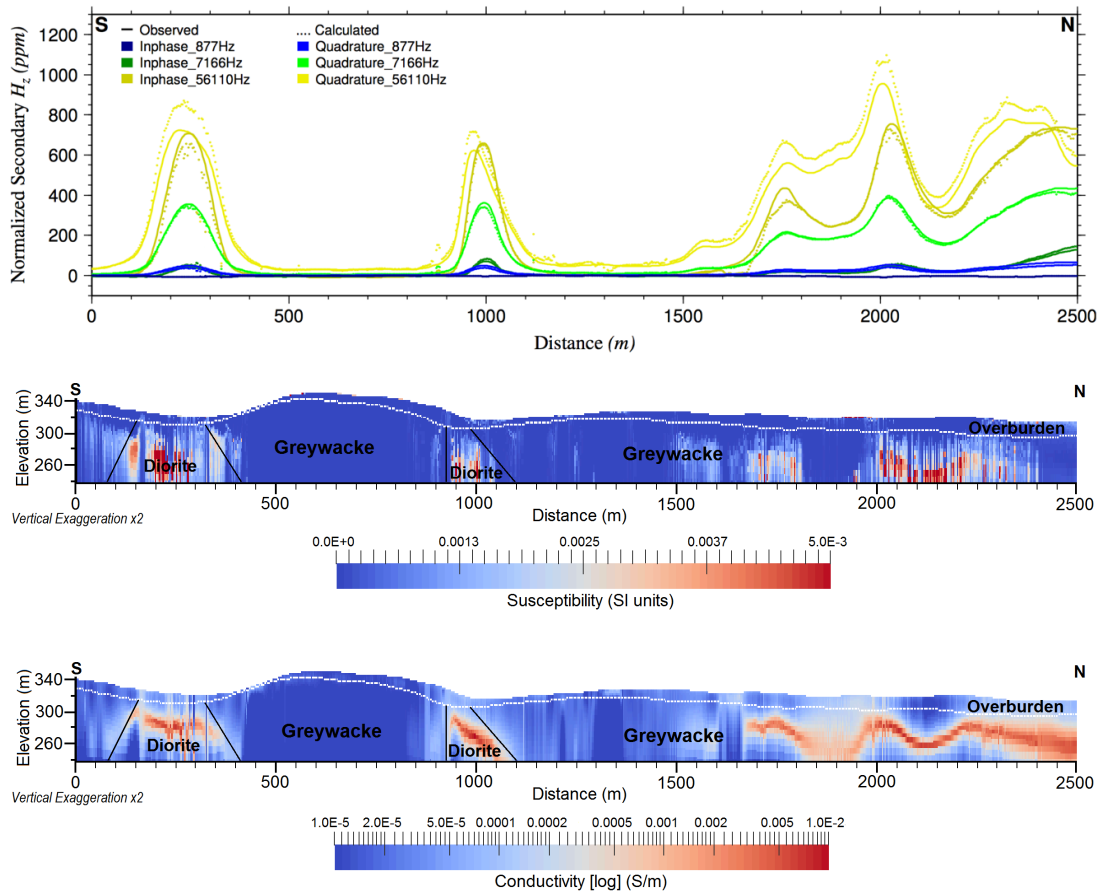 S
N
Normalized Secondary Hz (ppm)
1200
1000
800
600
400
200
0
Observed
Calculated
Inphase_877Hz
Quadrature_877Hz
Inphase_7166Hz
Quadrature_7166Hz
Inphase_56110Hz
Quadrature_56110Hz
0 500 1000 1500 2000 2500
Distance (m)
S
N
Elevation (m)
340
300
260
Overburden
Greywacke
Greywacke
Diorite
Diorite
0 500 1000 1500 2000 2500
Vertical Exaggeration x2
Distance (m)
0.0E+0 0.0013 0.0025 0.0037 5.0E-3
Susceptibility (SI units)
S
N
Elevation (m)
340
300
260
Overburden
Greywacke
Greywacke
Diorite
Diorite
0 500 1000 1500 2000 2500
Vertical Exaggeration x2
Distance (m)
1.0E-5 2.0E-5 5.0E-5 0.0001 0.0002 0.0005 0.001 0.002 0.005 1.0E-2
Conductivity [log] (S/m)